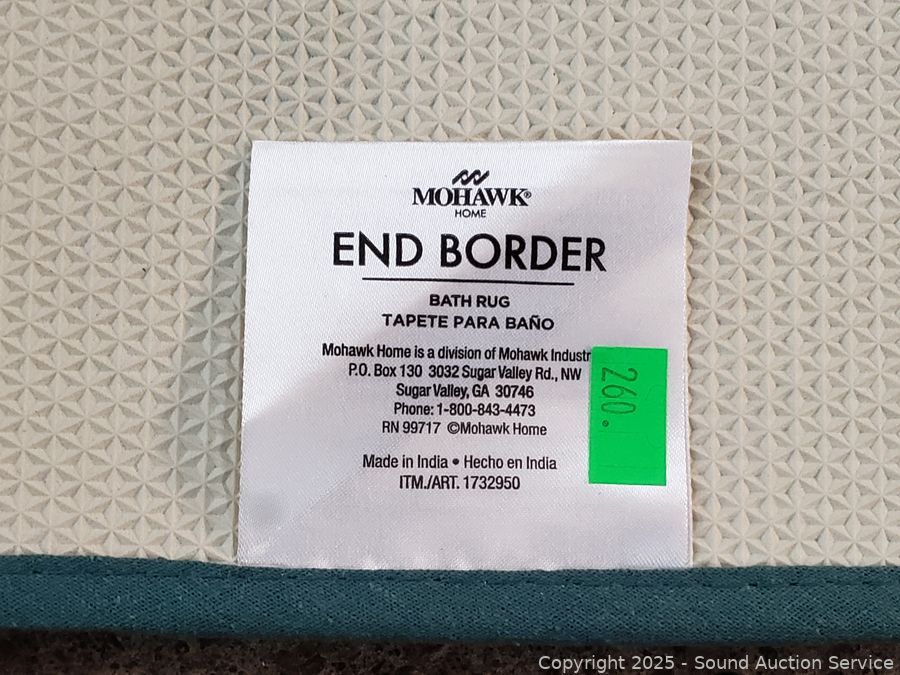 MOHAWK®
HOME
END BORDER
BATH RUG
TAPETE PARA BAÑO
Mohawk Home is a division of Mohawk
P.O. Box 130 3032 Sugar Valley Rd., NW
Sugar Valley, GA 30746
Phone: 1-800-843-4473
RN 99717 ©Mohawk Home
Made in India • Hecho en India
ITM./ART. 1732950
260.
Copyright 2025 - Sound Auction Service